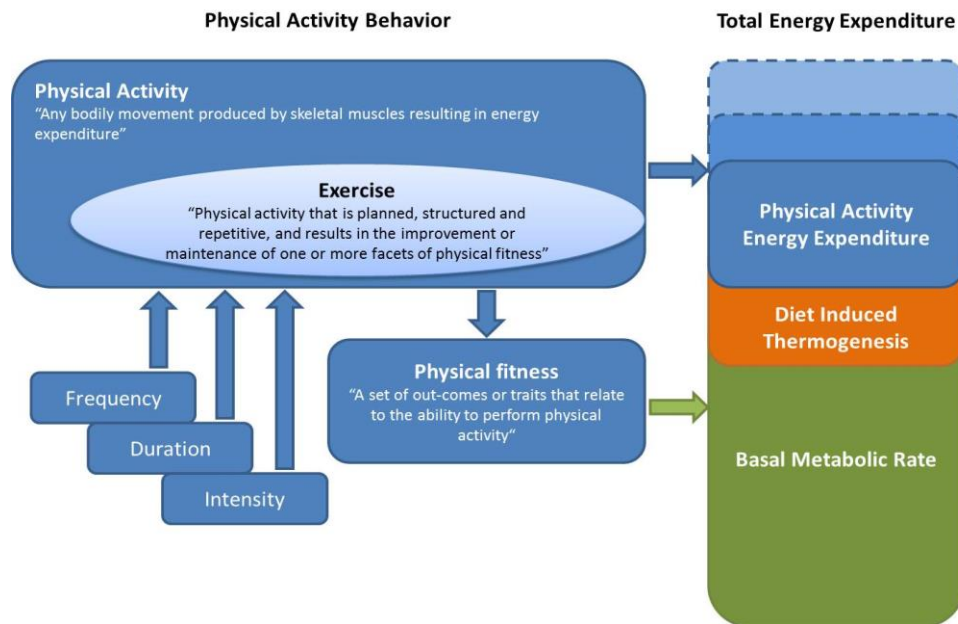 Physical Activity Behavior
Total Energy Expenditure
Physical Activity
“Any bodily movement produced by skeletal muscles resulting in energy
expenditure”
Exercise
“Physical activity that is planned, structured and
repetitive, and results in the improvement or
maintenance of one or more facets of physical fitness”
Physical Activity
Energy Expenditure
Diet Induced
Thermogenesis
Physical fitness
“A set of out-comes or traits that relate
to the ability to perform physical
activity“
Frequency
Duration
Intensity
Basal Metabolic Rate